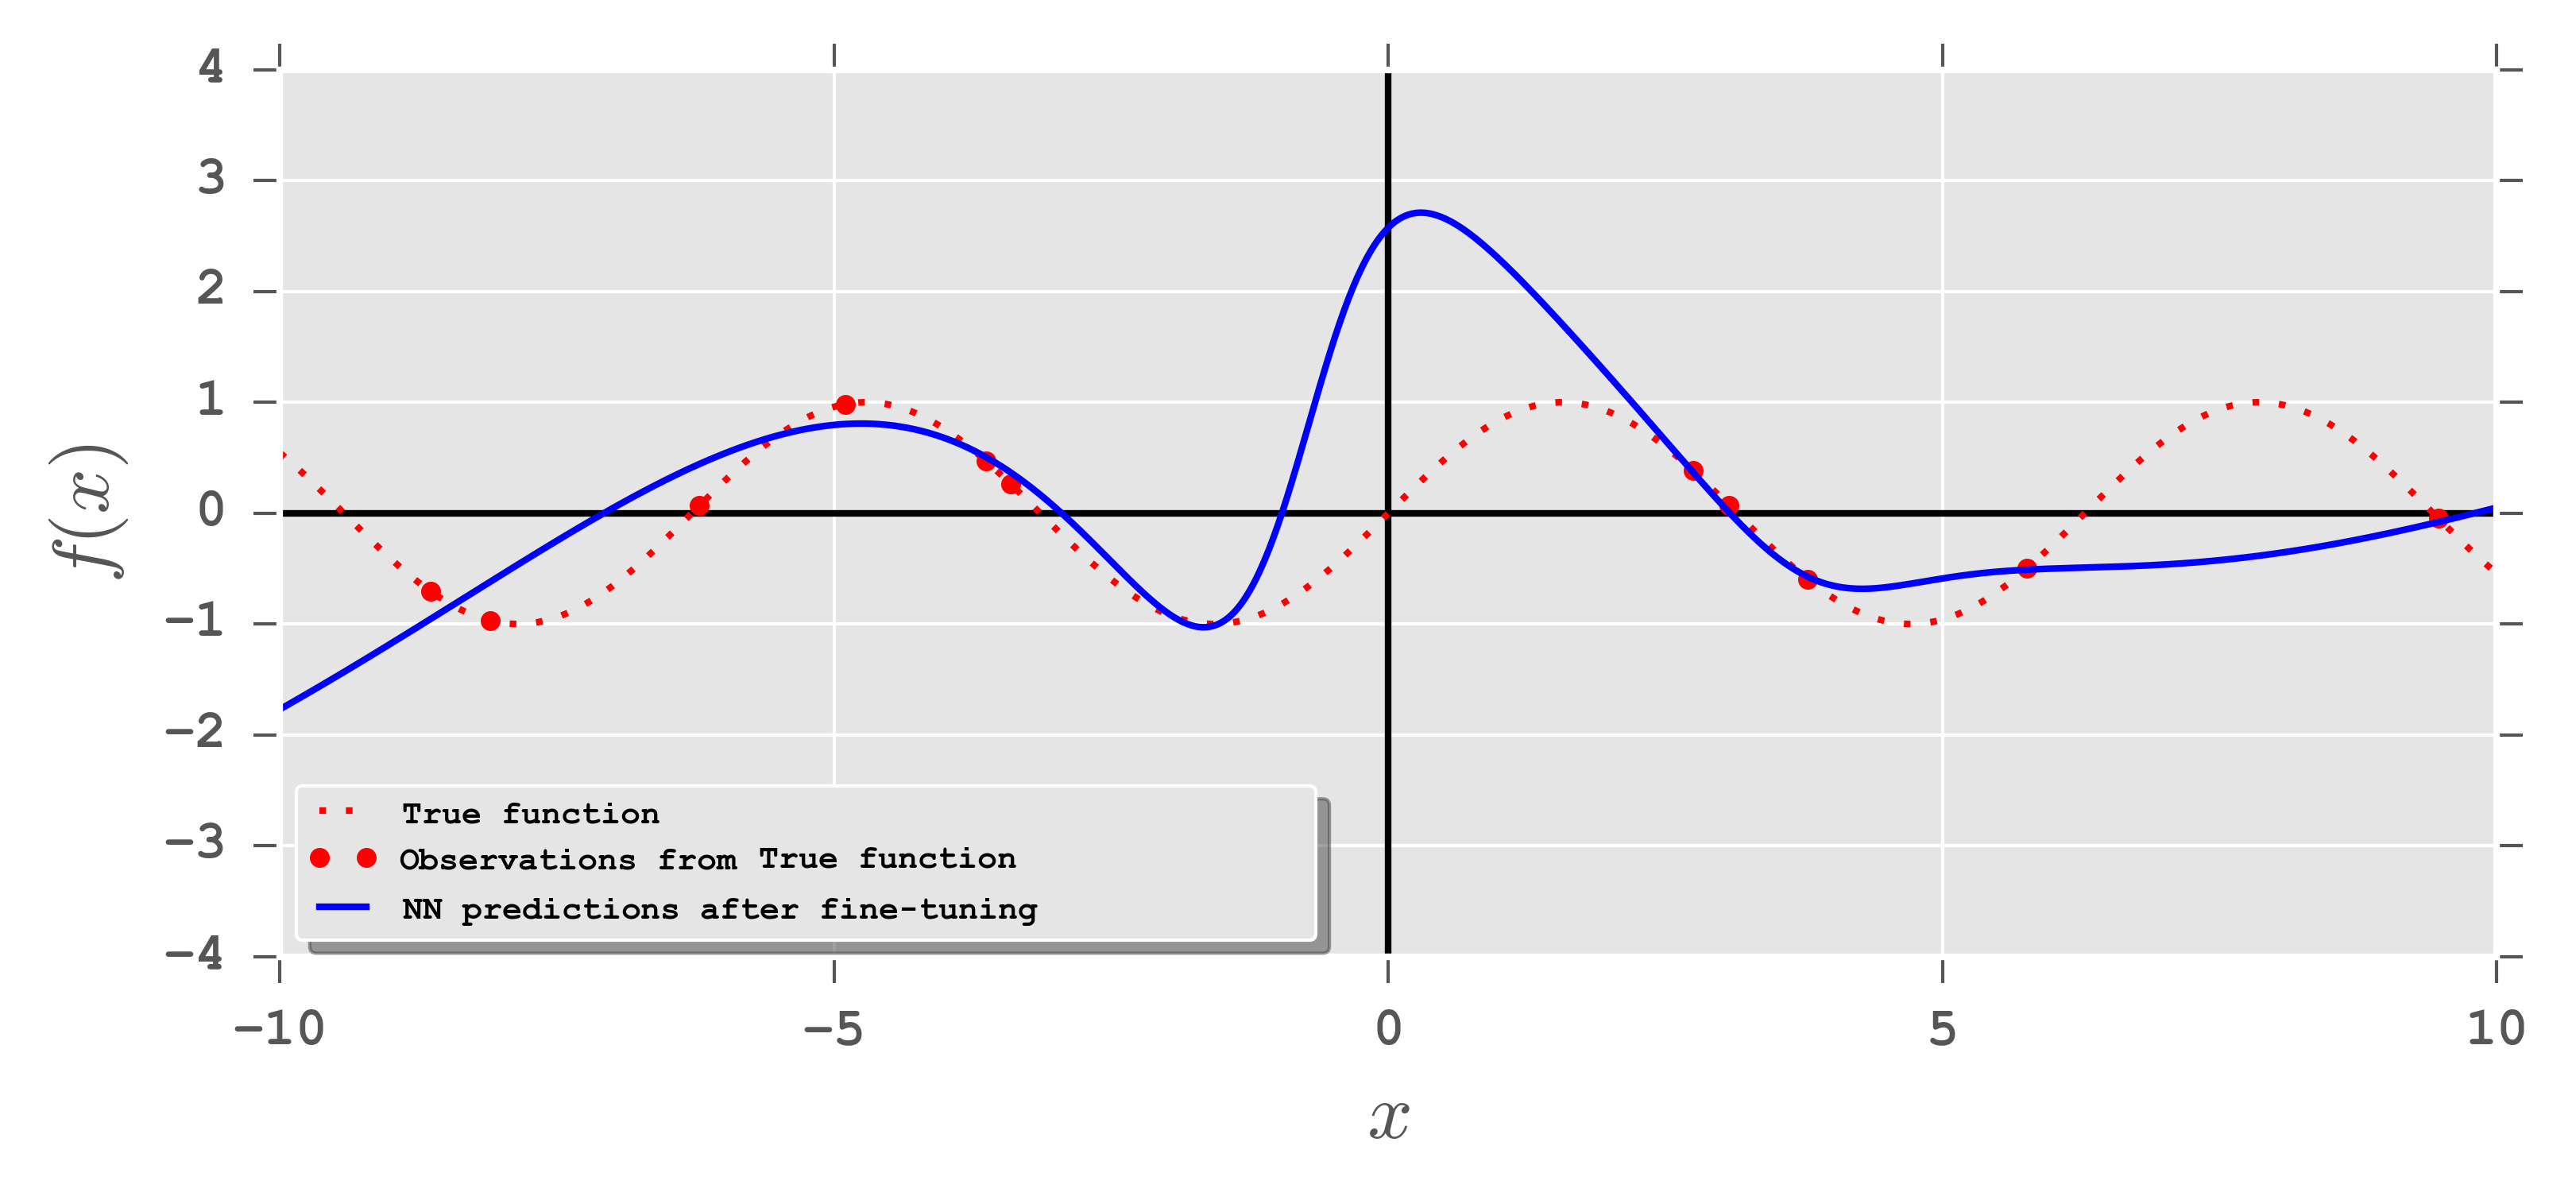 4
3
2
1
0
−1
−2
−3
−4
f(x)
True function
Observations from True function
NN predictions after fine-tuning
−10 −5 0 5 10
x